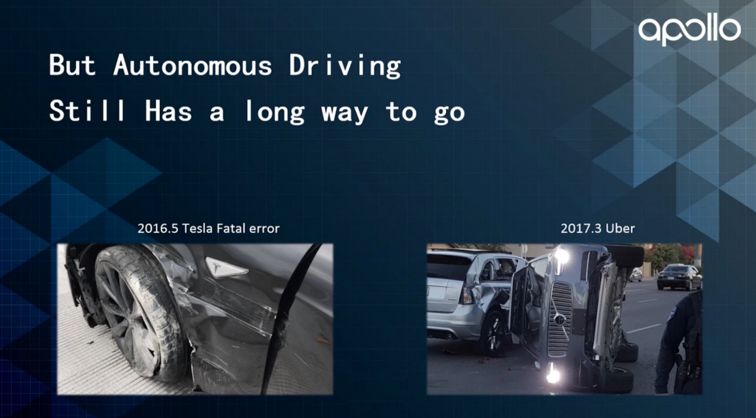 apollo
But Autonomous Driving
Still Has a long way to go
2016.5 Tesla Fatal error
2017.3 Uber